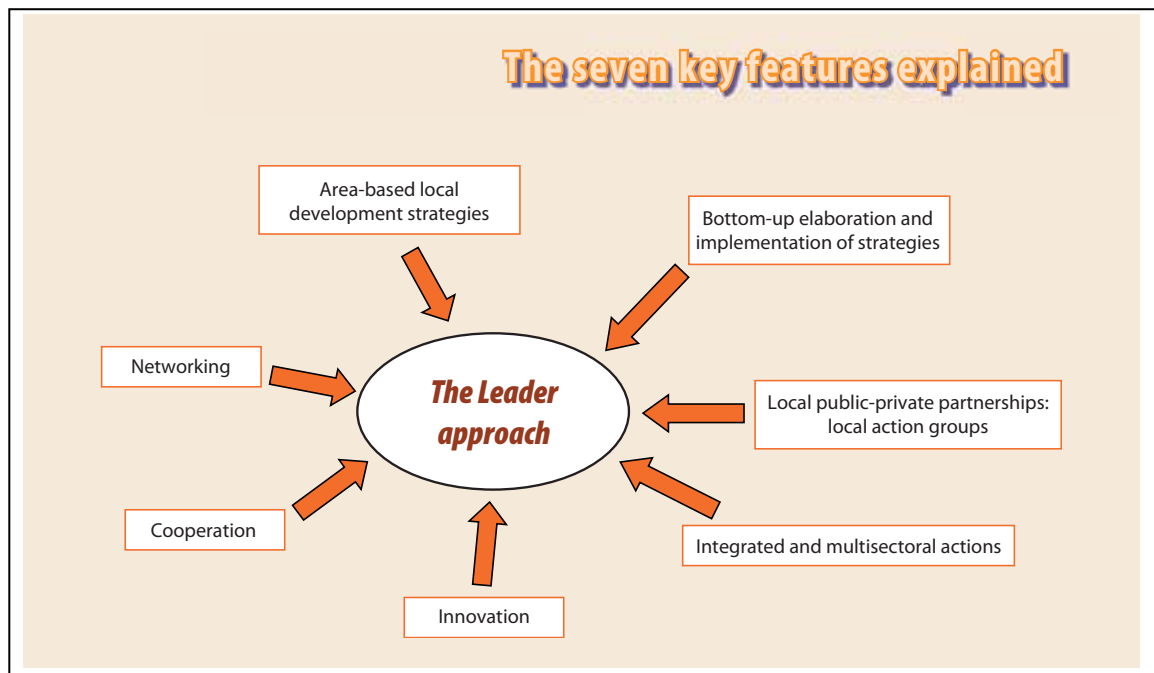 The seven key features explained
Area-based local
development strategies
Bottom-up elaboration and
implementation of strategies
Networking
The Leader
approach
Local public-private partnerships:
local action groups
Cooperation
Integrated and multisectoral actions
Innovation